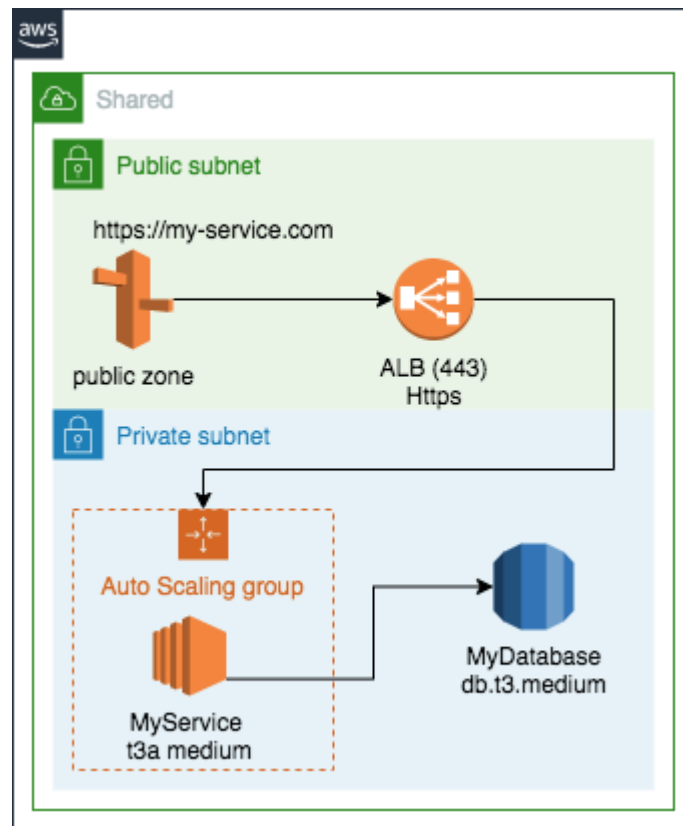 aws
Shared
Public subnet
https://my-service.com
public zone
ALB (443)
Https
Private subnet
Auto Scaling group
MyService
t3a medium
MyDatabase
db.t3.medium